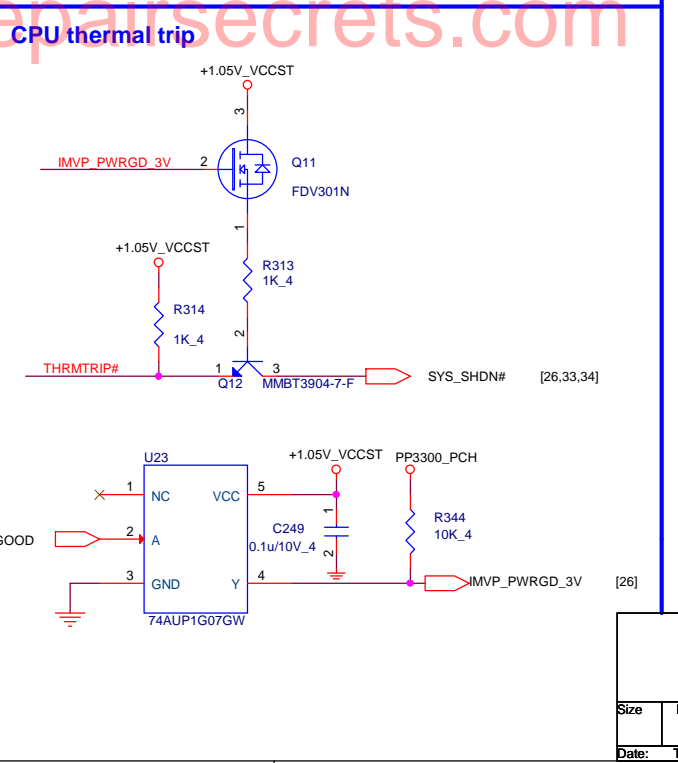 epairsecrets.com
CPU thermal trip
+1.05V_VCCST
3
IMVP_PWRGD_3V 2 Q11
FDV301N
1
+1.05V_VCCST
R313
1K_4
R314
1K_4
2
THRMTRIP# 1 3 SYS_SHDN# [26,33,34]
Q12 MMBT3904-7-F
U23 +1.05V_VCCST PP3300_PCH
1 NC VCC 5
1
R344
10K_4
GOOD 2 A C249
0.1u/10V_4
2
3 GND Y 4 IMVP_PWRGD_3V [26]
74AUP1G07GW
Size
Date: